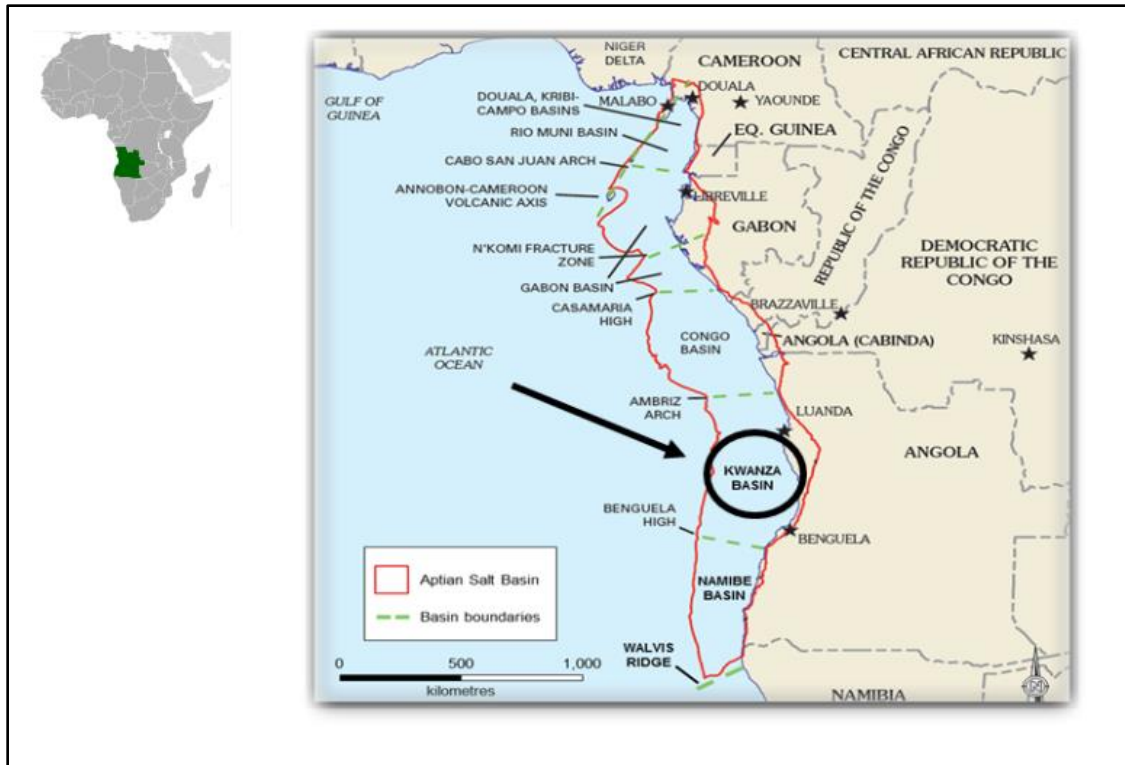 NIGER
DELTA
CAMEROON
CENTRAL AFRICAN REPUBLIC
GULF OF
GUINEA
DOUALA, KRIBI-
CAMPO BASINS
MALABO
DOUALA
YAOUNDE
RIO MUNI BASIN
EQ. GUINEA
CABO SAN JUAN ARCH
ANNOBON-CAMEROON
VOLCANIC AXIS
LIBREVILLE
GABON
REPUBLIC OF THE CONGO
N'KOMI FRACTURE
ZONE
DEMOCRATIC
REPUBLIC OF THE
CONGO
GABON BASIN
CASAMARIA
HIGH
BRAZZAVILLE
CONGO
BASIN
ANGOLA (CABINDA)
KINSHASA
ATLANTIC
OCEAN
AMBRIZ
ARCH
LUANDA
ANGOLA
KWANZA
BASIN
BENGUELA
HIGH
BENGUELA
NAMIBE
BASIN
WALVIS
RIDGE
NAMIBIA
Aptian Salt Basin
Basin boundaries
0 500 1,000
kilometres
N